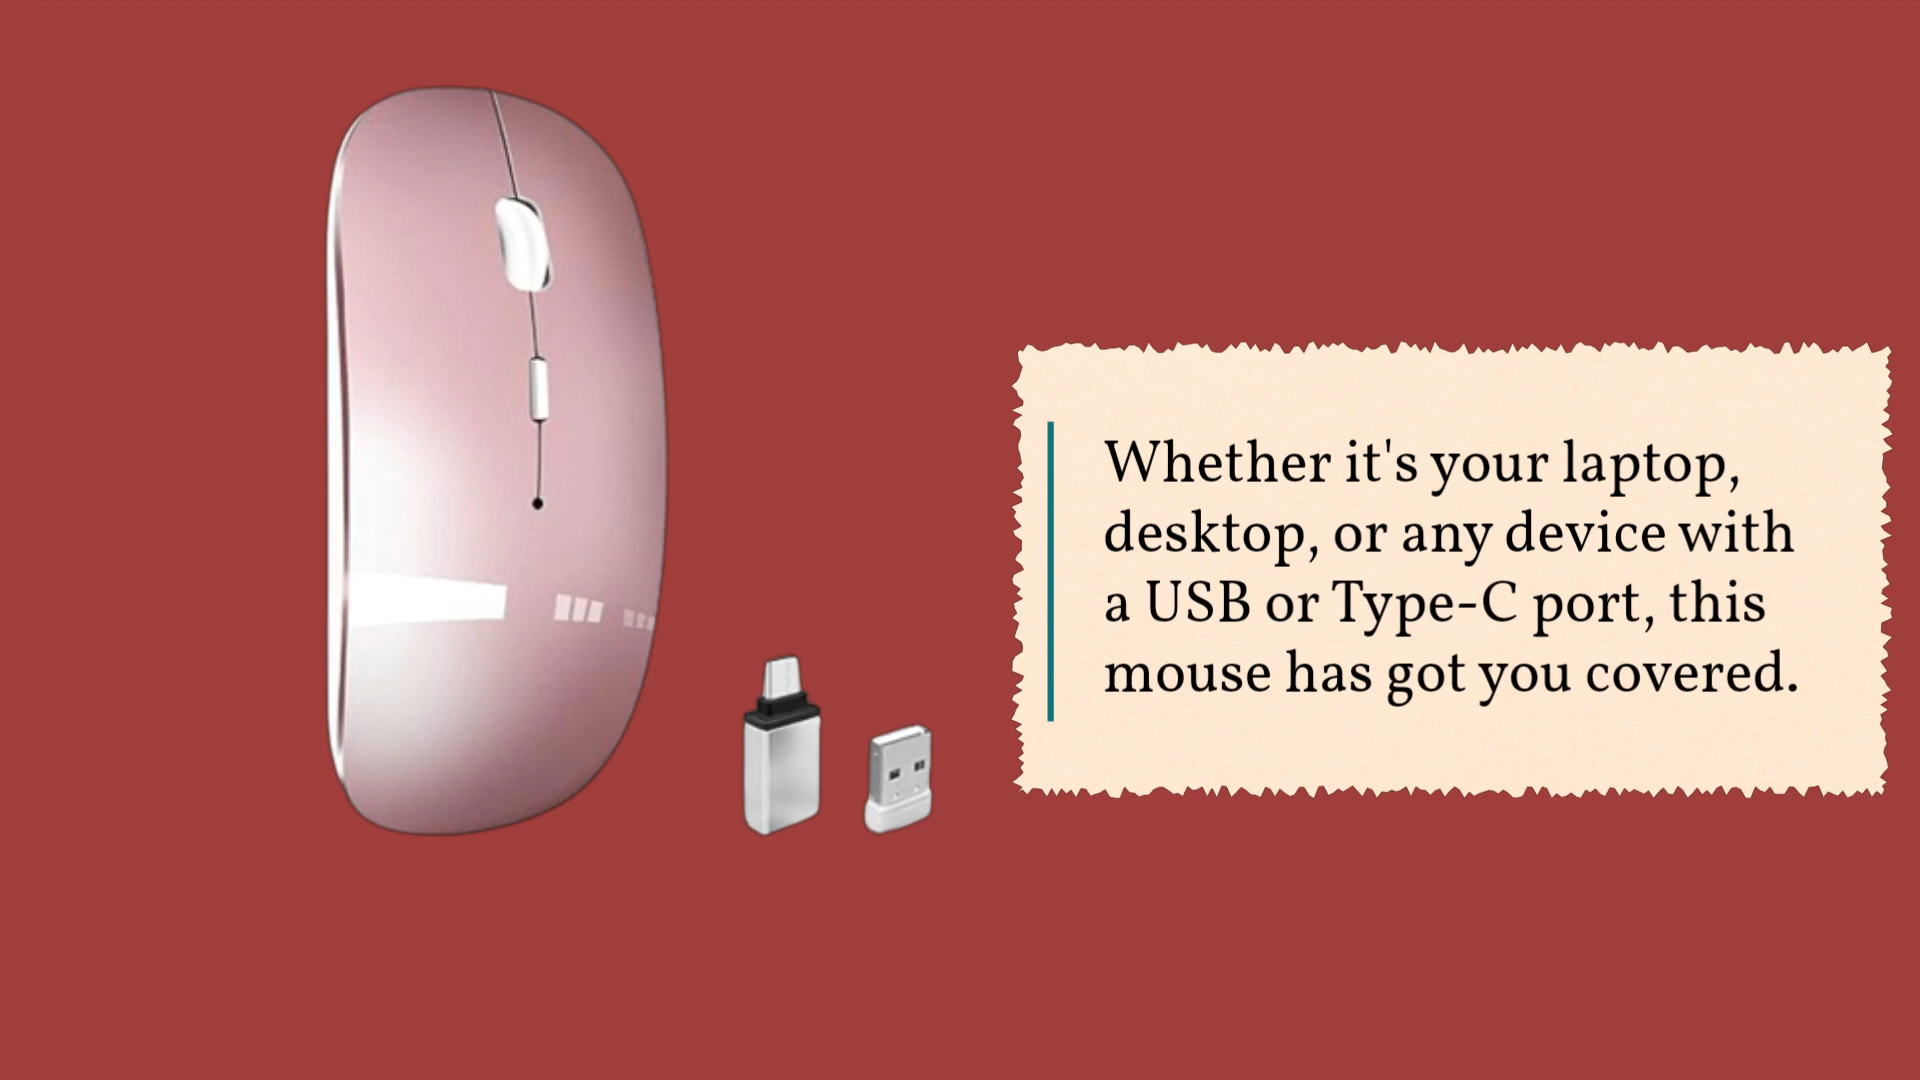 Whether it's your laptop,
desktop, or any device with
a USB or Type-C port, this
mouse has got you covered.